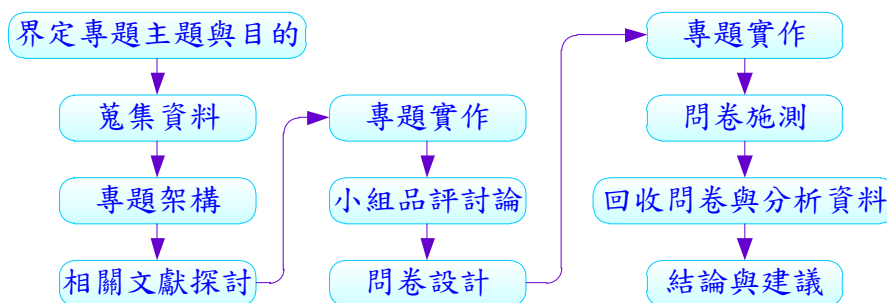 界定專題主題與目的
蒐集資料
專題架構
相關文獻探討
專題實作
小組品評討論
問卷設計
專題實作
問卷施測
回收問卷與分析資料
結論與建議